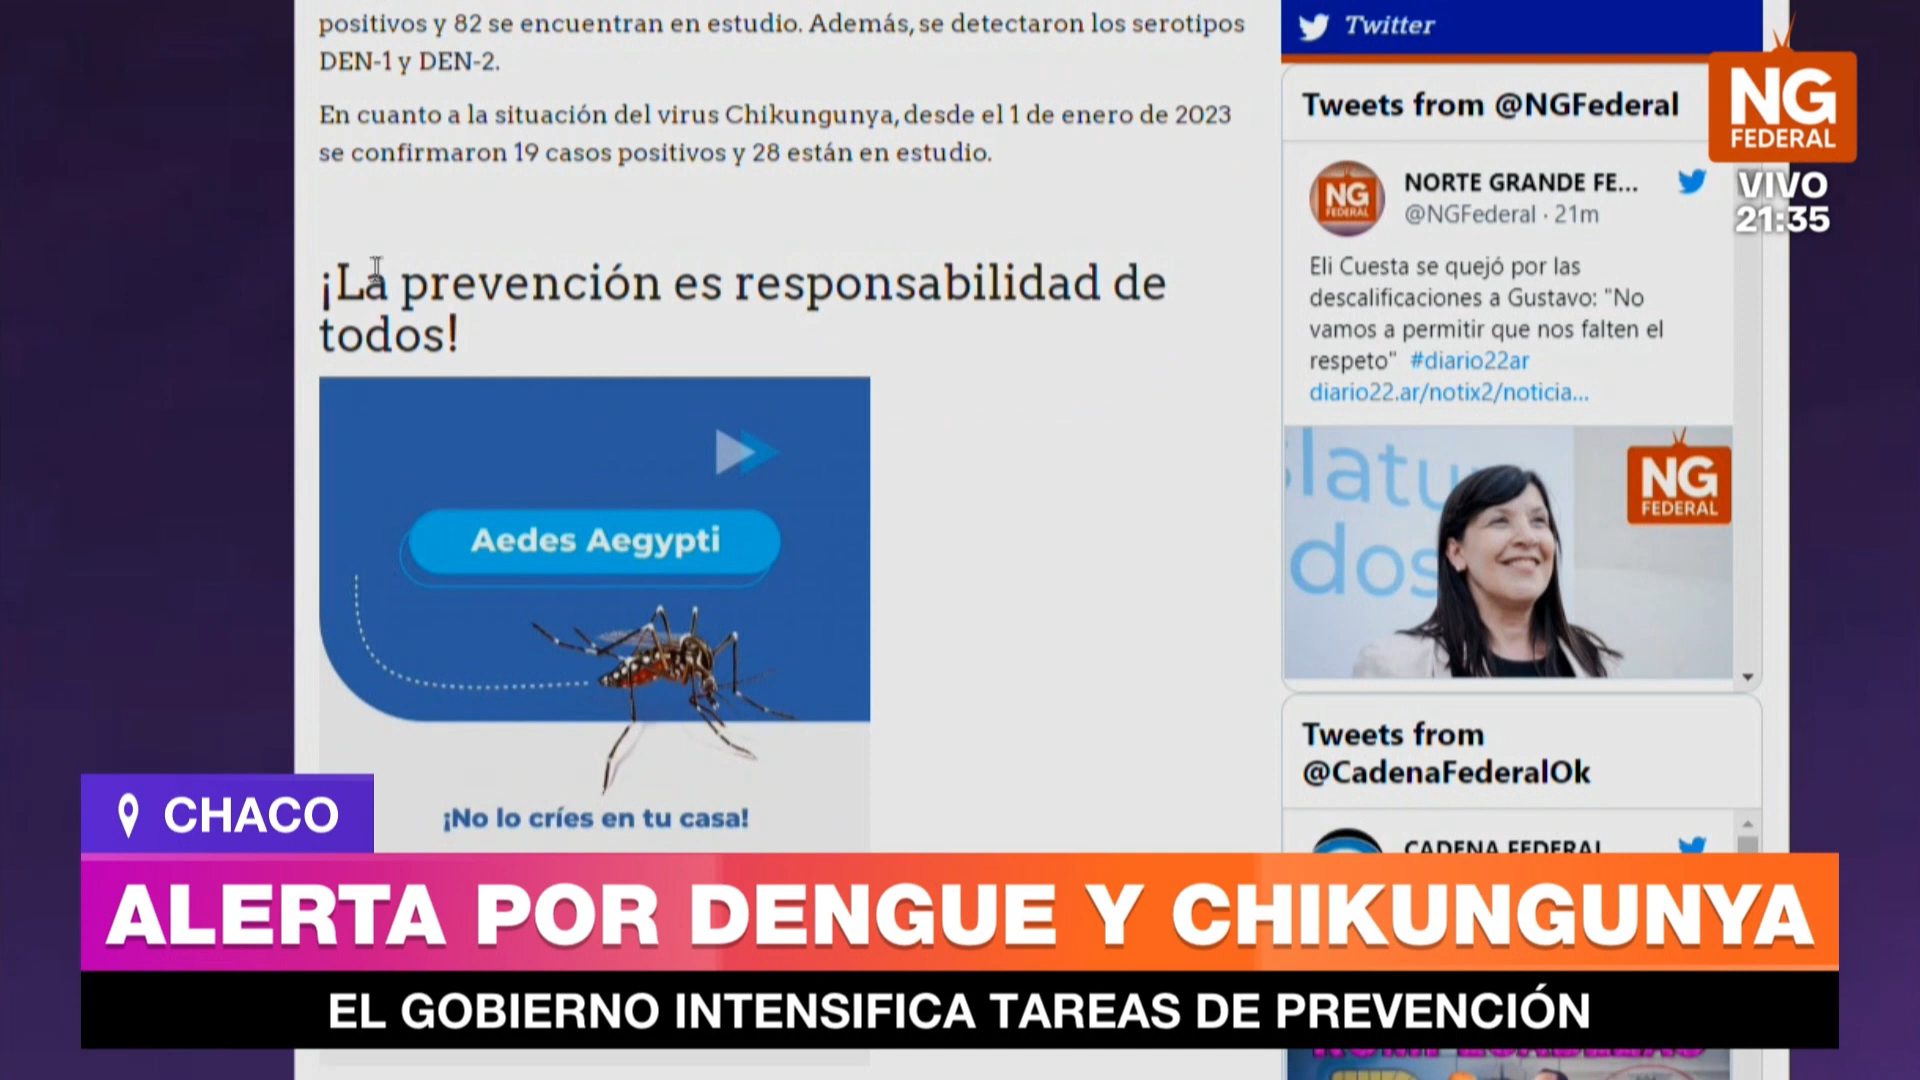 positivos y 82 se encuentran en estudio. Además, se detectaron los serotipos
DEN-1 y DEN-2.
En cuanto a la situación del virus Chikungunya, desde el 1 de enero de 2023
se confirmaron 19 casos positivos y 28 están en estudio.
¡La prevención es responsabilidad de
todos!
Aedes Aegypti
¡No lo críes en tu casa!
Twitter
Tweets from @NGFederal
NG
FEDERAL
NORTE GRANDE FE...
@NGFederal · 21m
Eli Cuesta se quejó por las
descalificaciones a Gustavo: "No
vamos a permitir que nos falten el
respeto" #diario22ar
diario22.ar/notix2/noticia...
slatu
dos
NG
FEDERAL
Tweets from
@CadenaFederalOk
CADENA FEDERAL
NG
FEDERAL
VIVO
21:35
CHACO
ALERTA POR DENGUE Y CHIKUNGUNYA
EL GOBIERNO INTENSIFICA TAREAS DE PREVENCIÓN